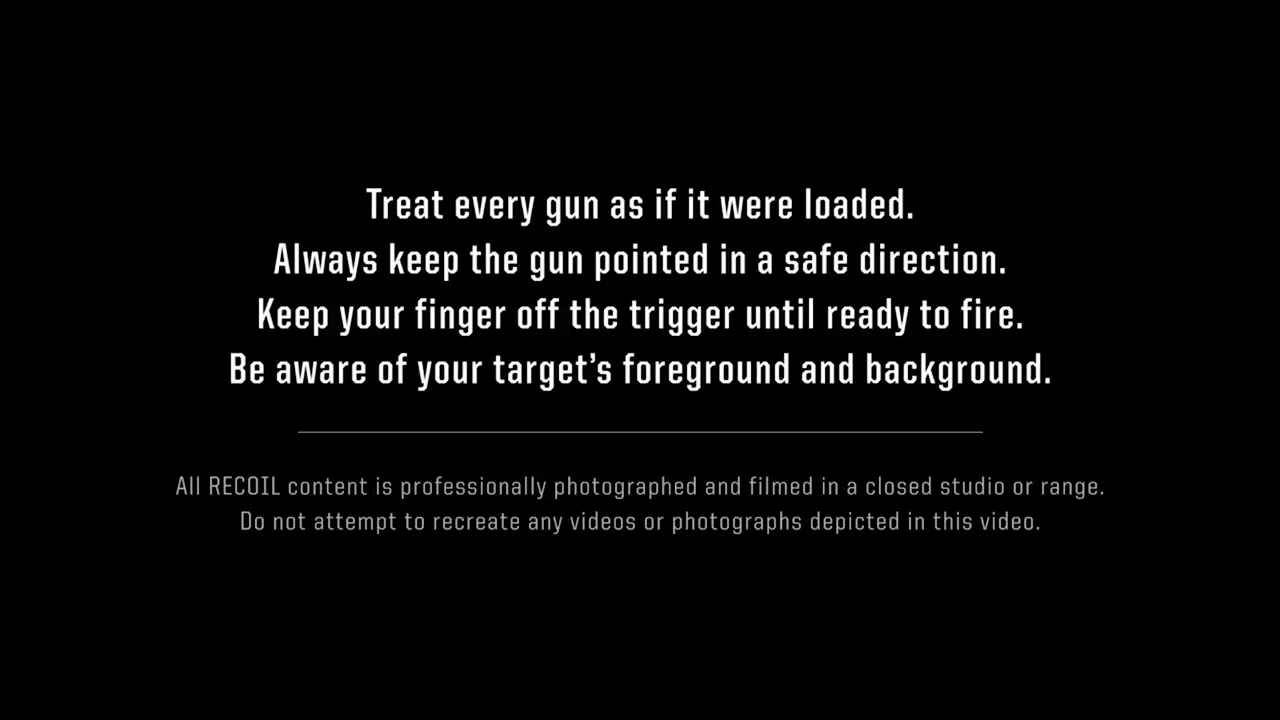 Treat every gun as if it were loaded.
Always keep the gun pointed in a safe direction.
Keep your finger off the trigger until ready to fire.
Be aware of your target’s foreground and background.
All RECOIL content is professionally photographed and filmed in a closed studio or range.
Do not attempt to recreate any videos or photographs depicted in this video.